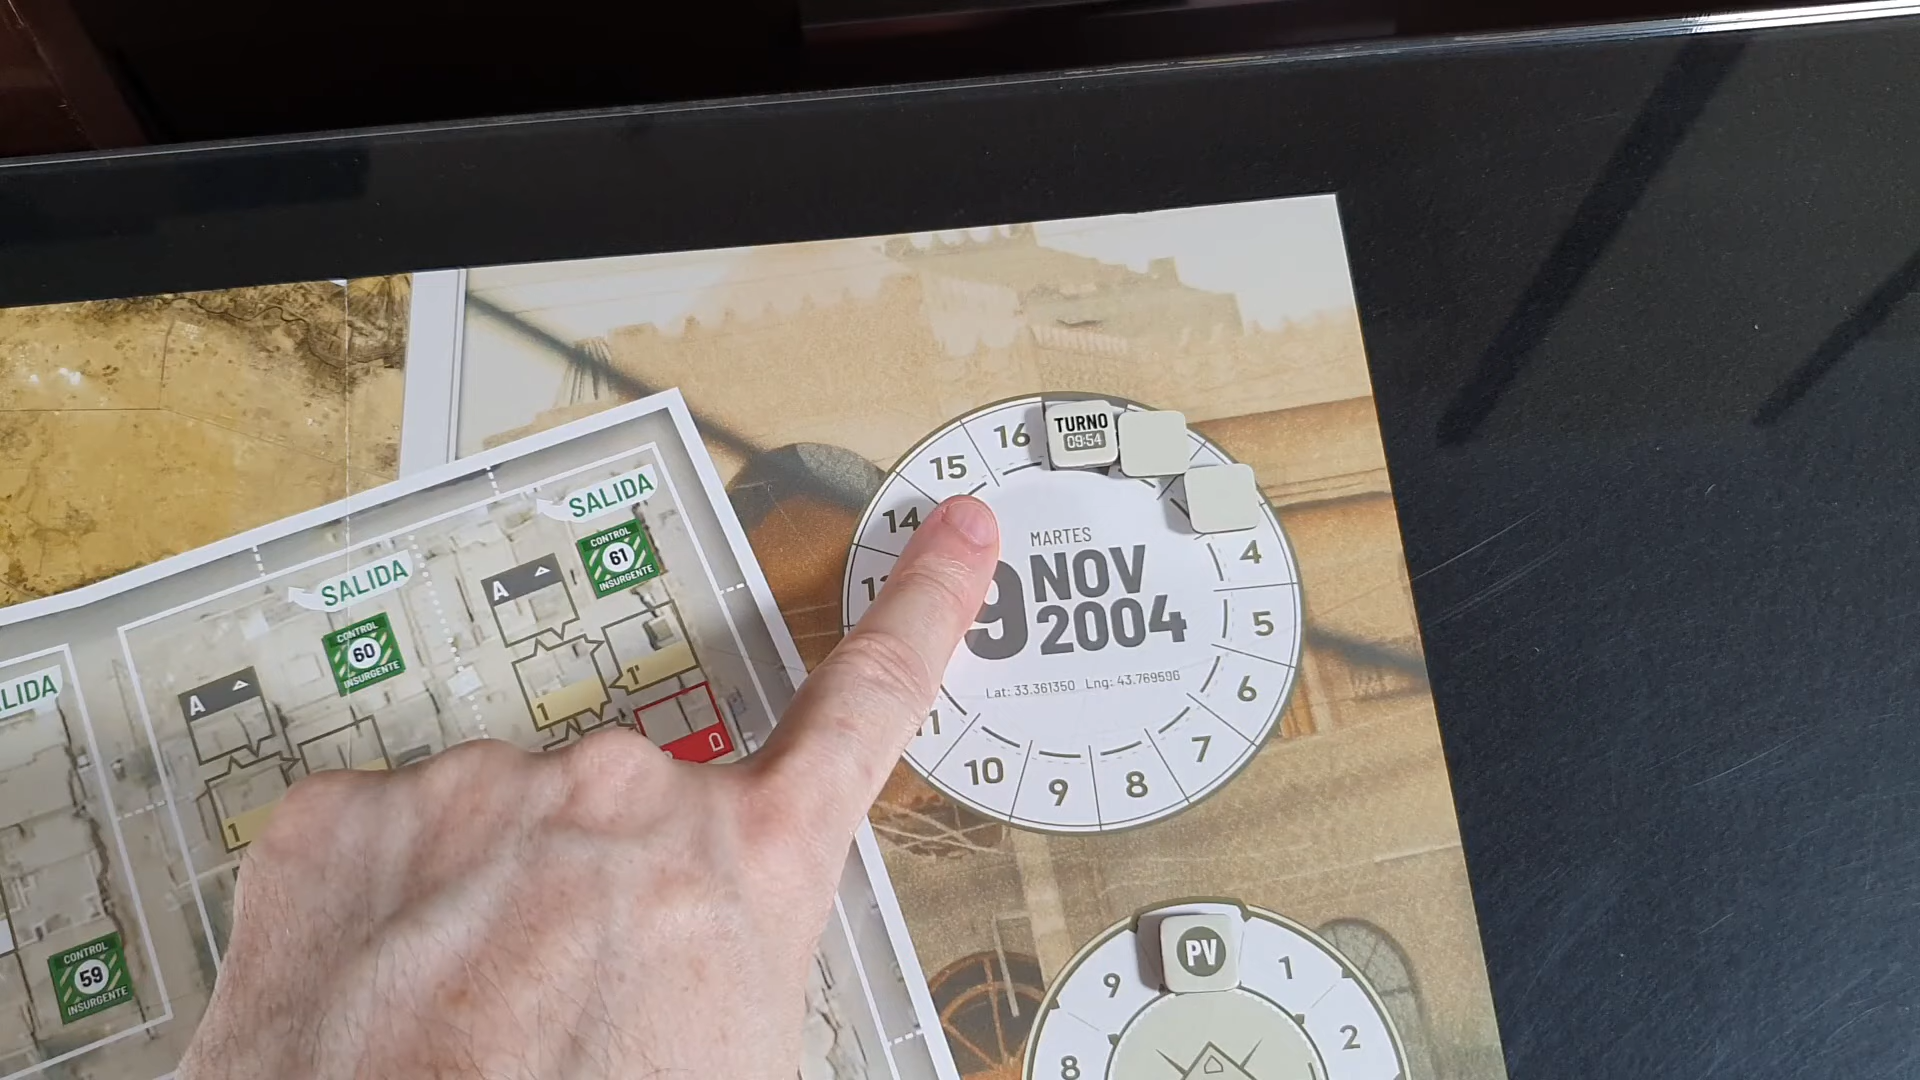 SALIDA
CONTROL
61
INSURGENTE
A
1'
1
SALIDA
CONTROL
60
INSURGENTE
A
1
CONTROL
59
INSURGENTE
TURNO
09:54
16
15
14
4
5
6
7
8
9
10
11
MARTES
9 NOV
2004
Lat: 33.361350 Lng: 43.769596
PV
9
1
8
2